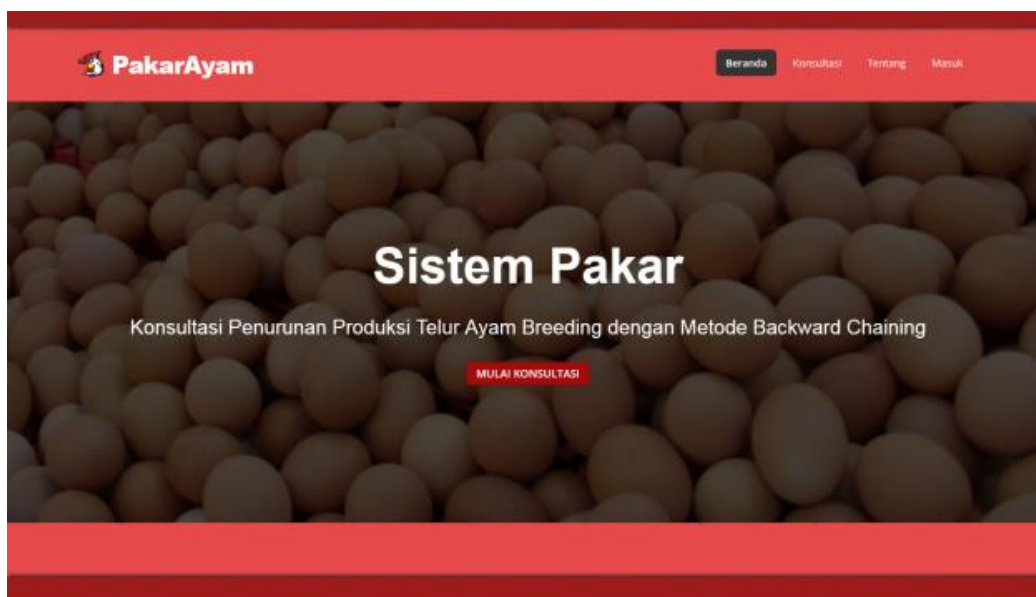 PakarAyam
Beranda Konsultasi Tentang Masuk
Sistem Pakar
Konsultasi Penurunan Produksi Telur Ayam Breeding dengan Metode Backward Chaining
MULAI KONSULTASI